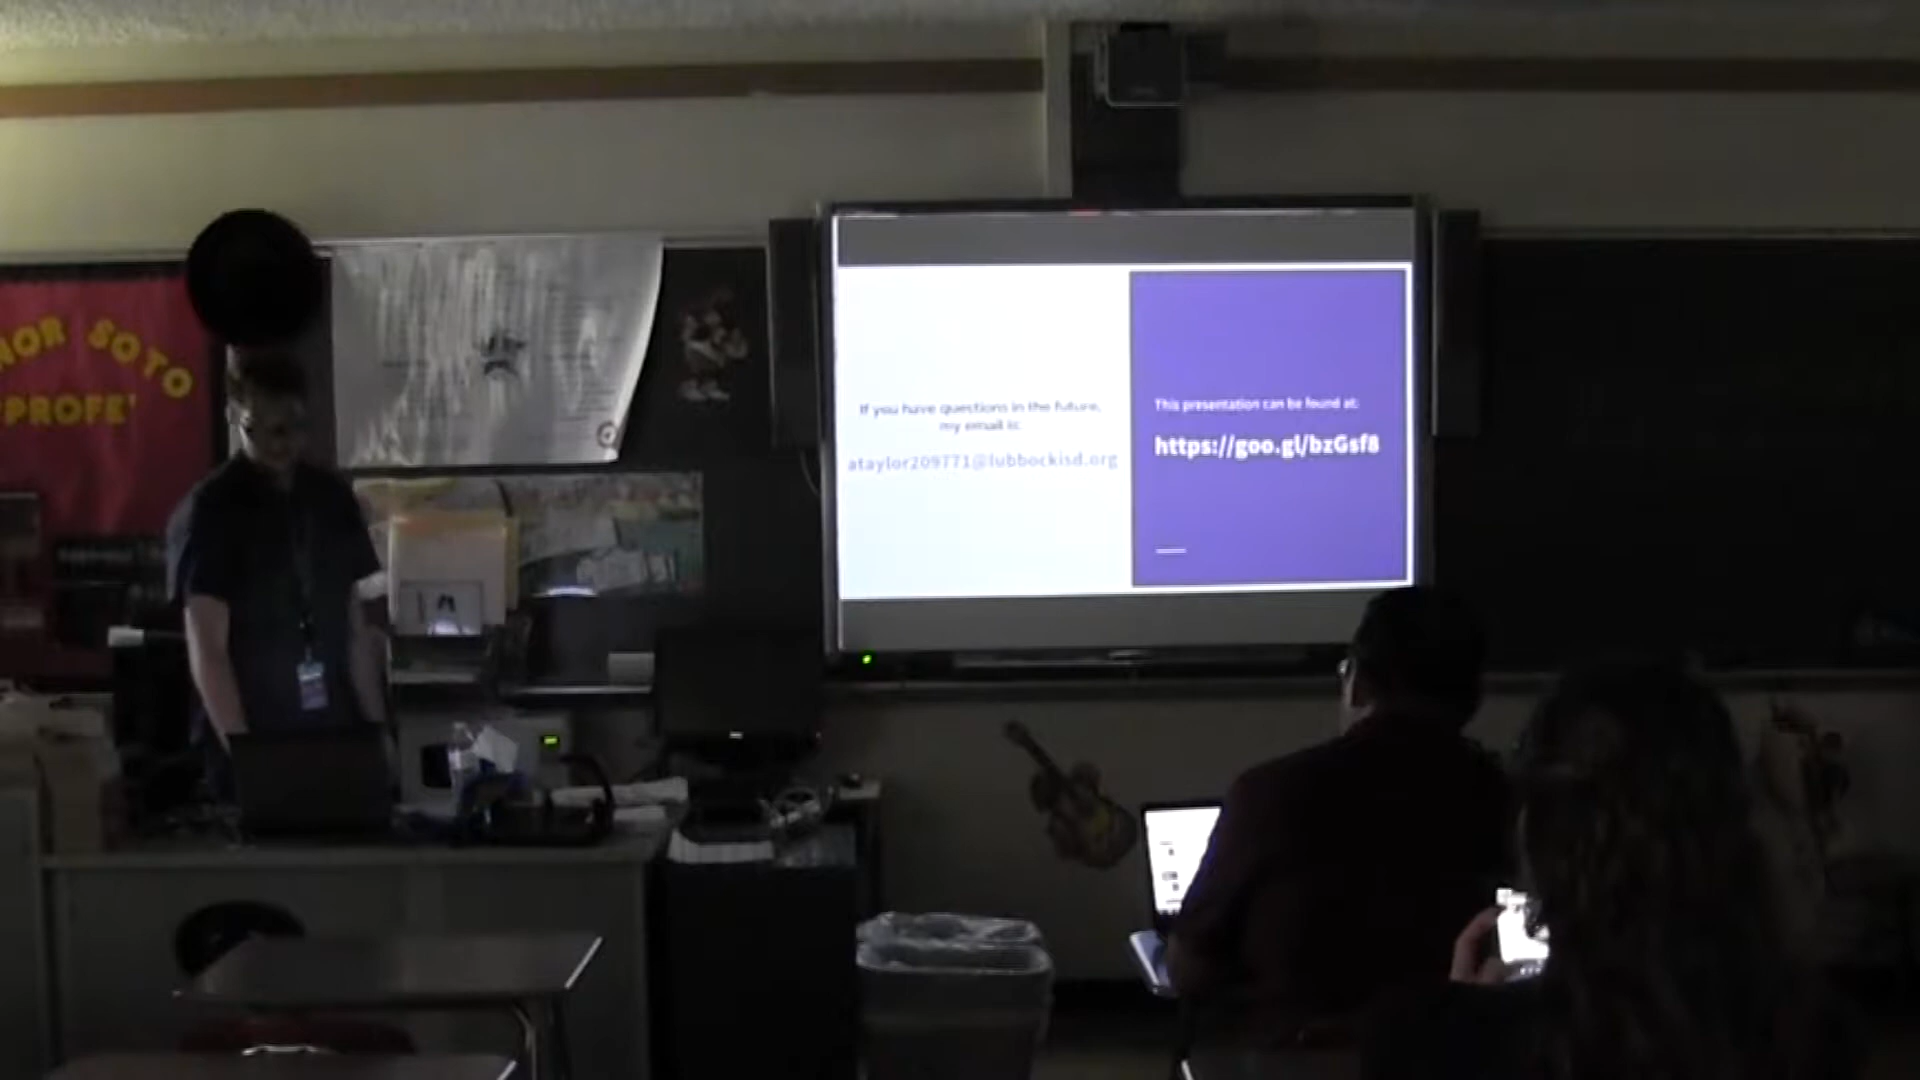 NOR SOTO
"PROFE"
If you have questions in the future,
my email is:
ataylor209771@lubbockisd.org
This presentation can be found at:
https://goo.gl/bzGsf8